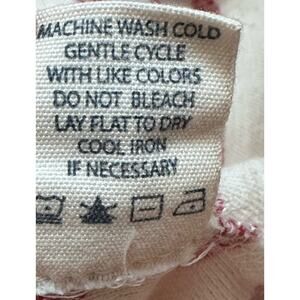 MACHINE WASH COLD
GENTLE CYCLE
WITH LIKE COLORS
DO NOT BLEACH
LAY FLAT TO DRY
COOL IRON
IF NECESSARY